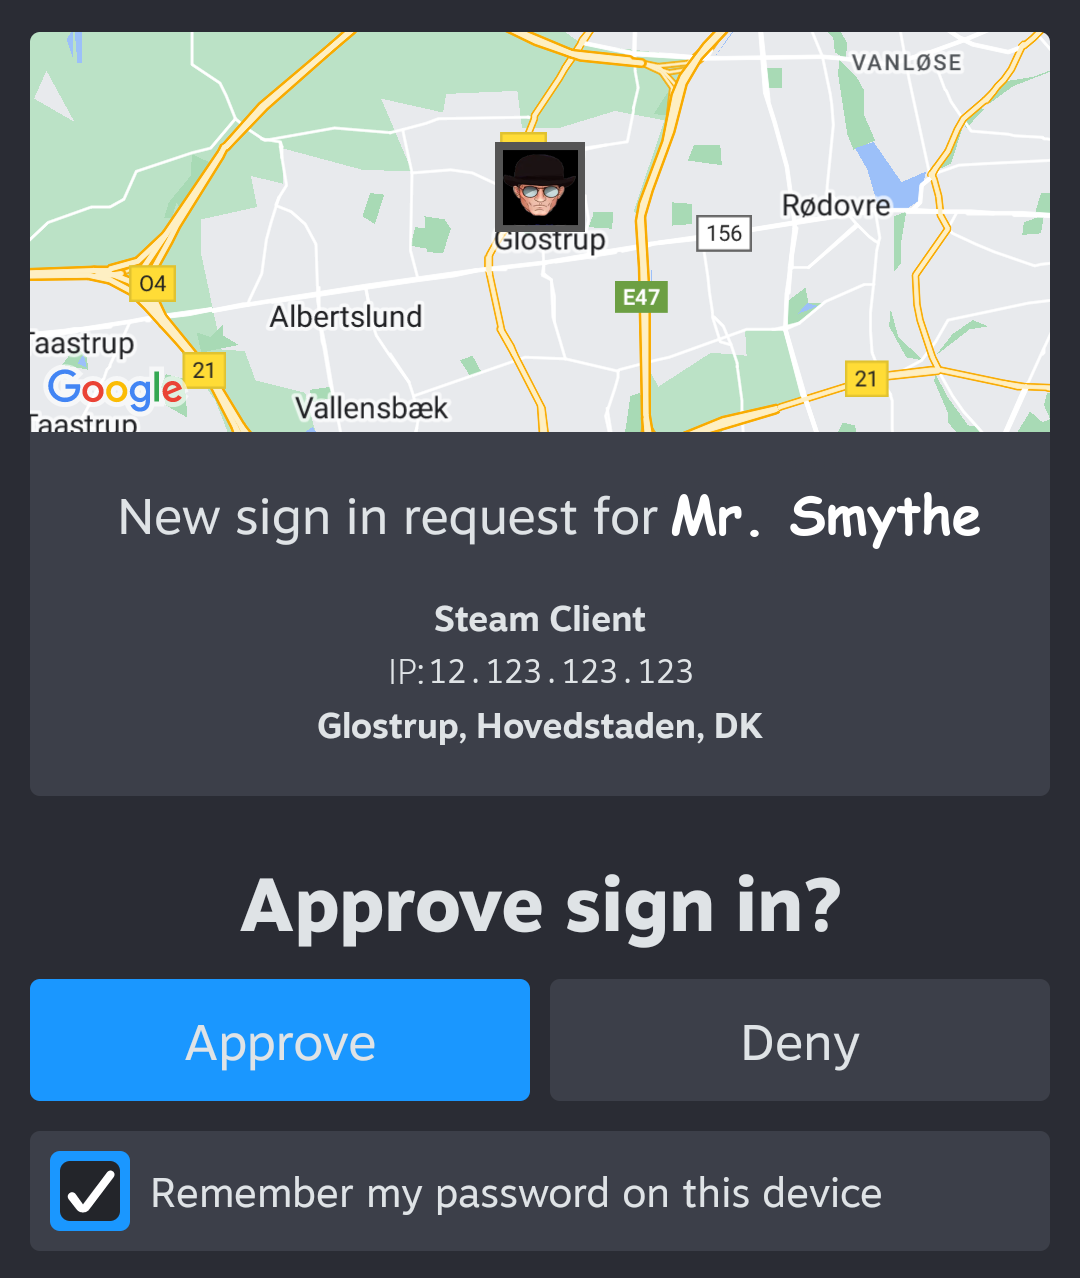 VANLØSE
Rødovre
Glostrup
156
O4
E47
Albertslund
Taastrup
21
21
Google
Vallensbæk
Taastrup
New sign in request for Mr. Smythe
Steam Client
IP:12.123.123.123
Glostrup, Hovedstaden, DK
Approve sign in?
Approve
Deny
Remember my password on this device